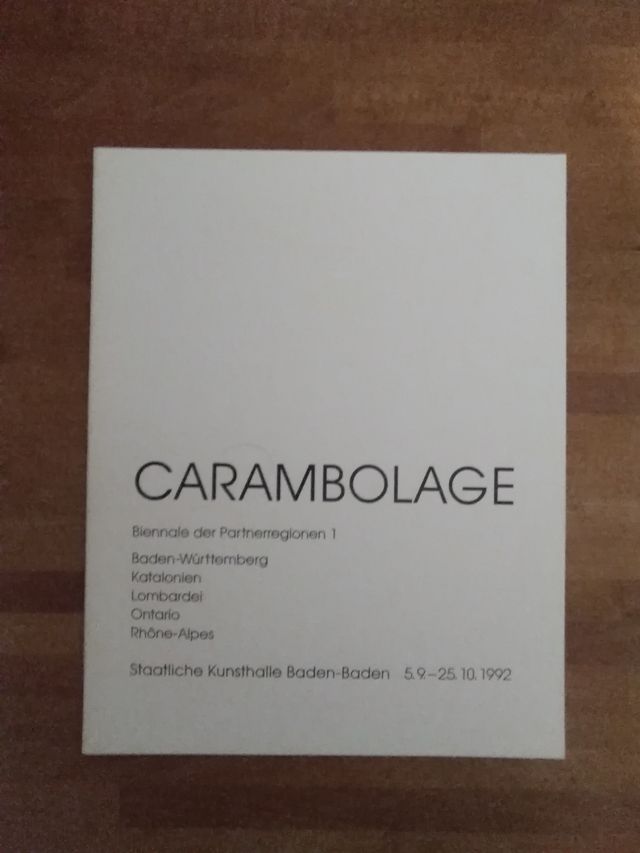 CARAMBOLAGE
Biennale der Partnerregionen 1
Baden-Württemberg
Katalonien
Lombardei
Ontario
Rhône-Alpes
Staatliche Kunsthalle Baden-Baden 5.9.–25.10.1992